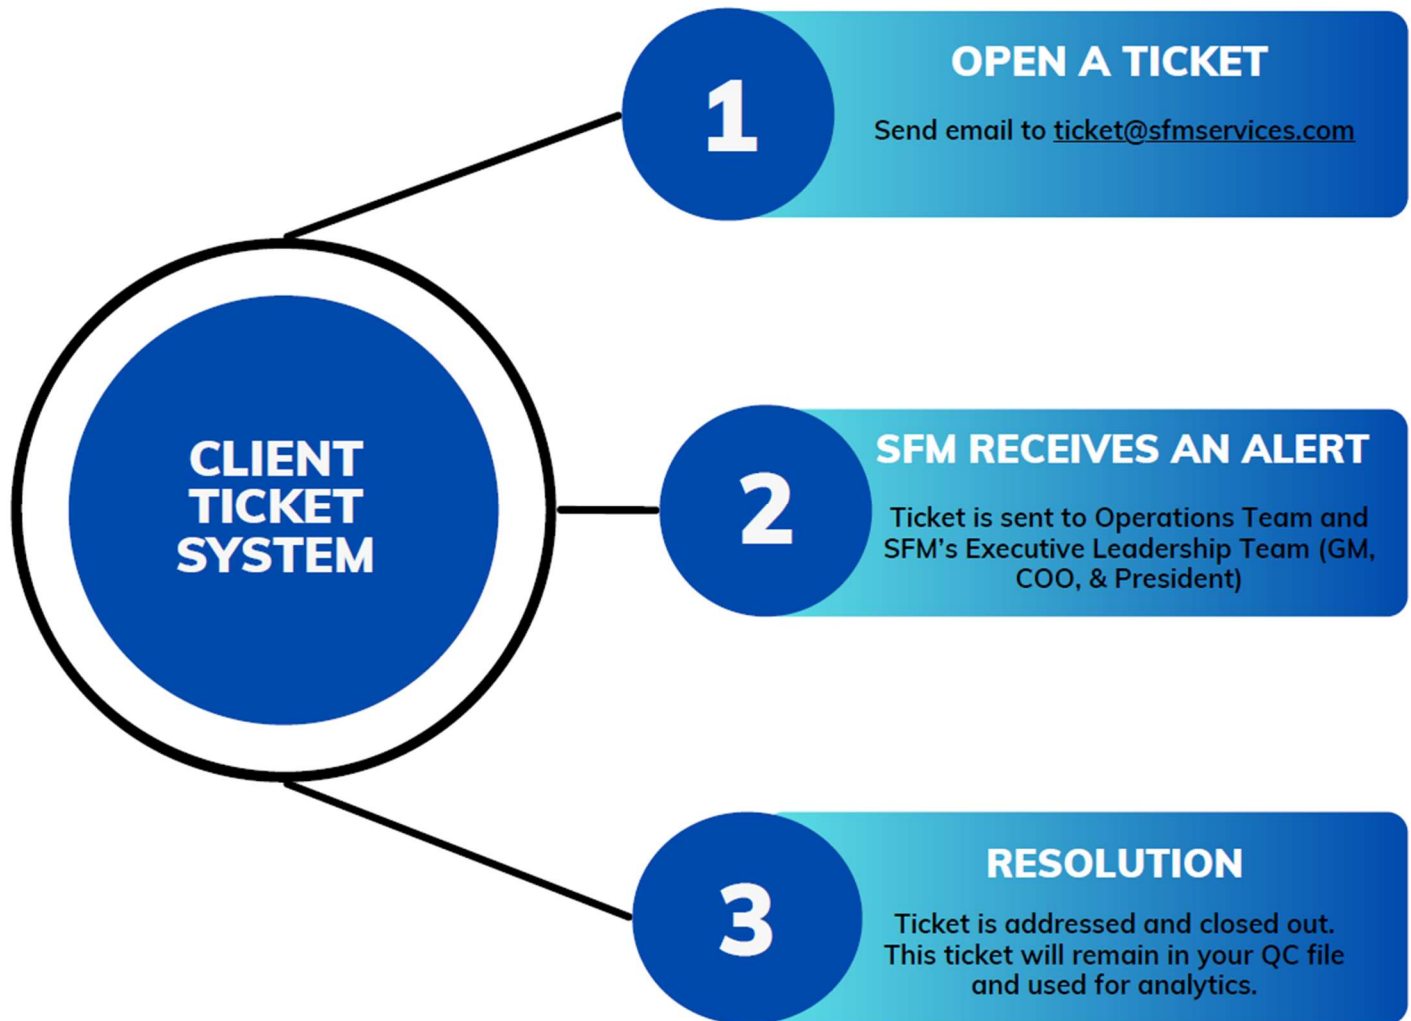 1
OPEN A TICKET
Send email to ticket@sfmservices.com
CLIENT
TICKET
SYSTEM
2
SFM RECEIVES AN ALERT
Ticket is sent to Operations Team and
SFM’s Executive Leadership Team (GM,
COO, & President)
3
RESOLUTION
Ticket is addressed and closed out.
This ticket will remain in your QC file
and used for analytics.